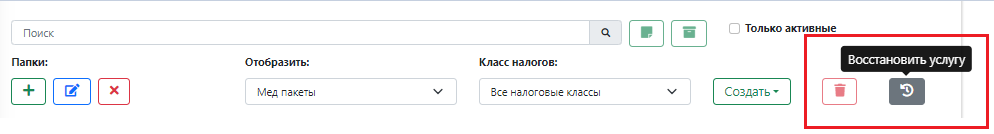 Поиск
Только активные
Восстановить услугу
Папки:
Отобразить:
Класс налогов:
Мед пакеты
Все налоговые классы
Создать